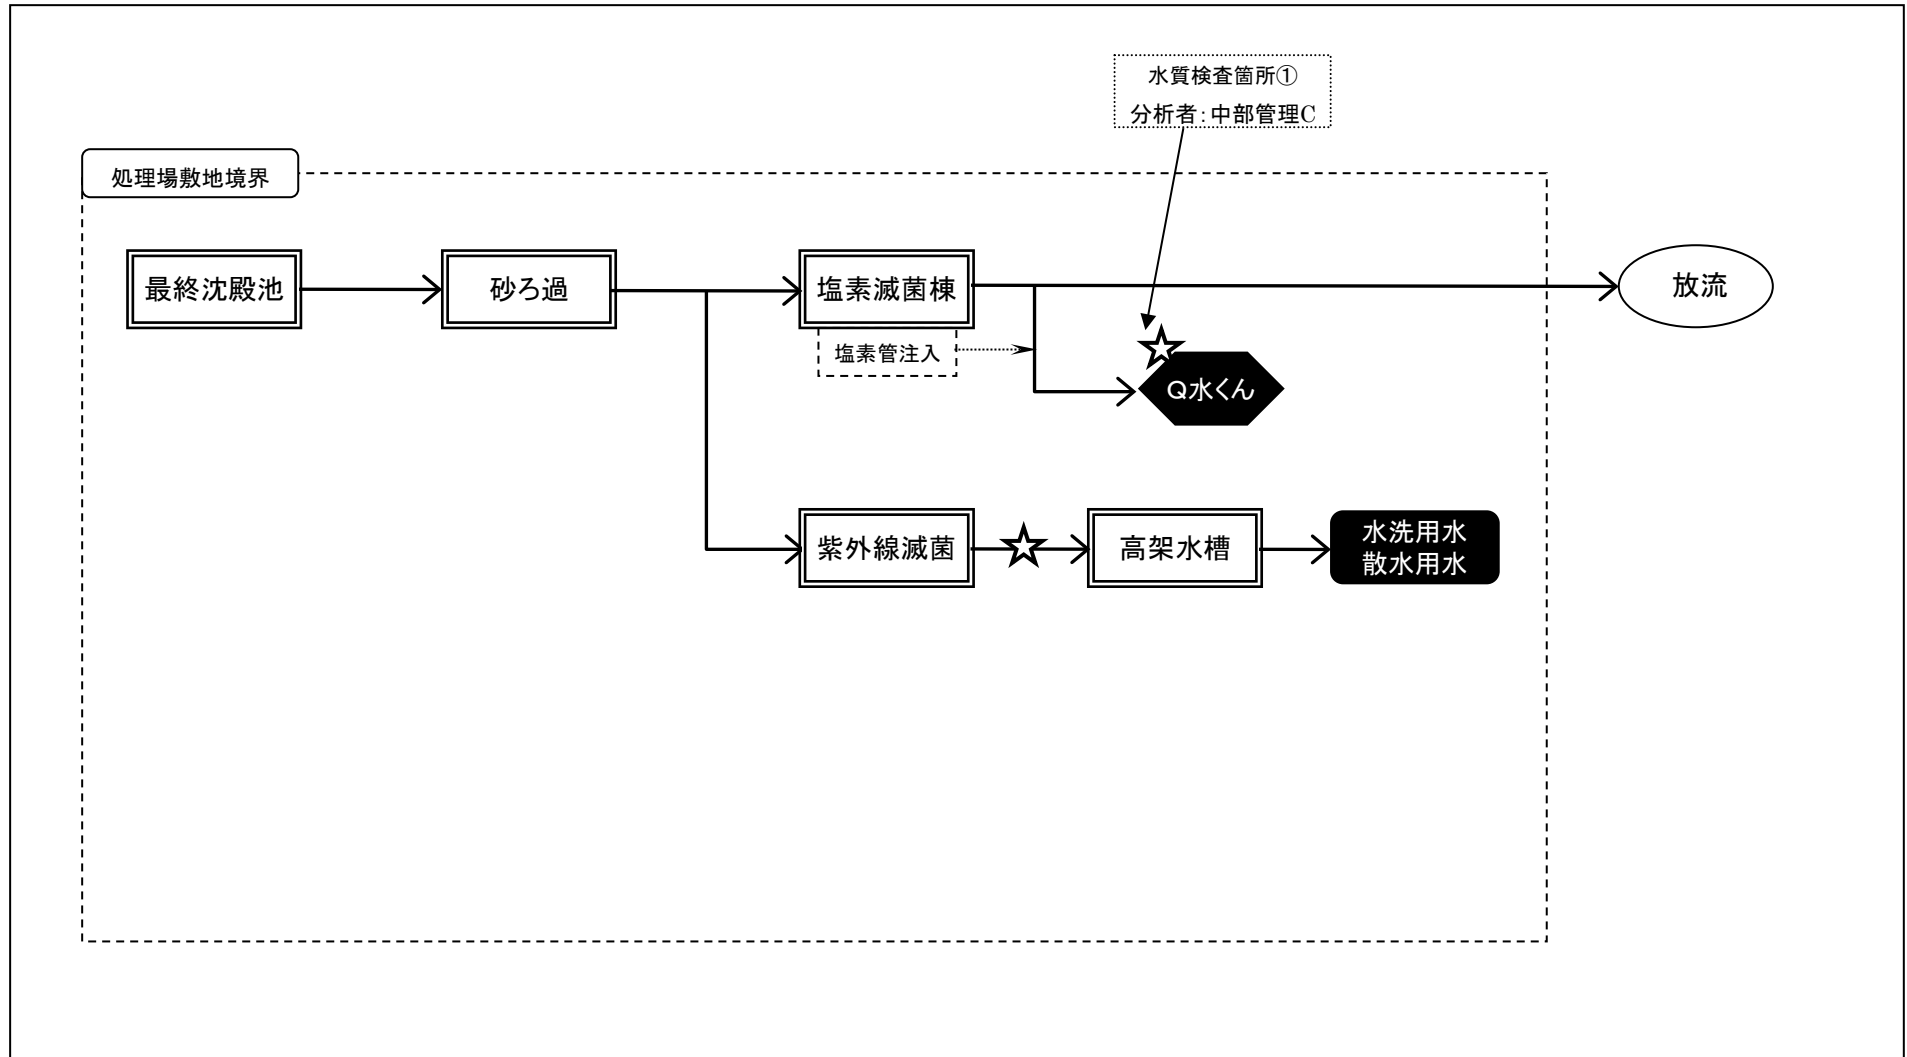 水質検査箇所①
分析者：中部管理C
処理場敷地境界
最終沈殿池
砂ろ過
塩素滅菌棟
放流
塩素管注入
Q水くん
紫外線滅菌
高架水槽
水洗用水
散水用水